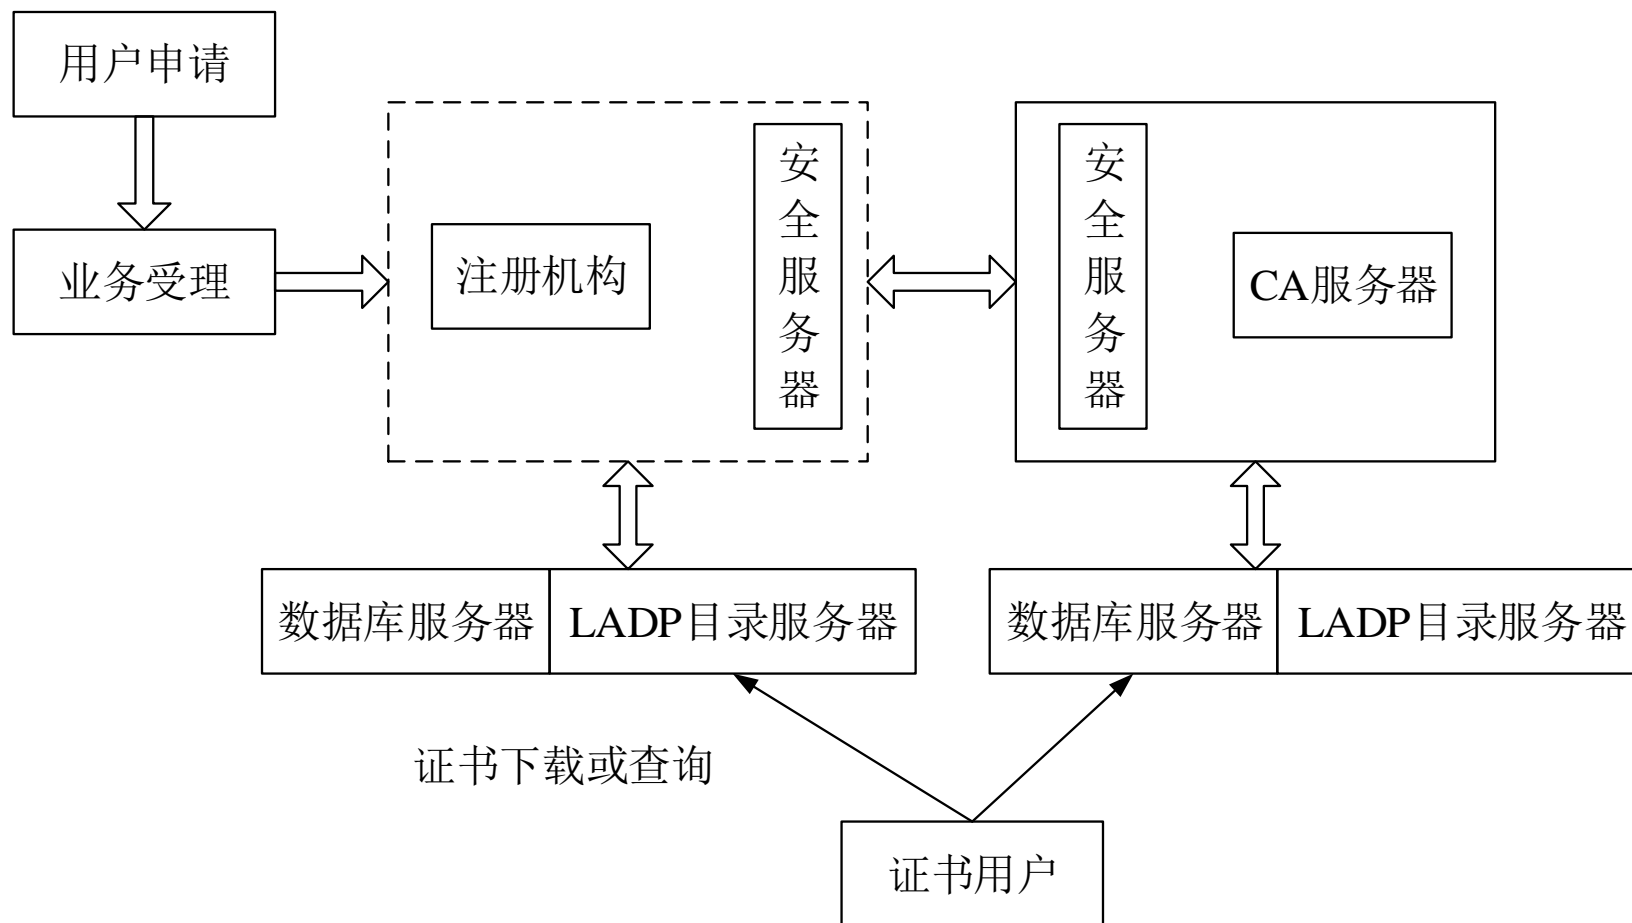 用户申请
业务受理
注册机构
安全服务器
安全服务器
CA服务器
数据库服务器
LADP目录服务器
数据库服务器
LADP目录服务器
证书下载或查询
证书用户